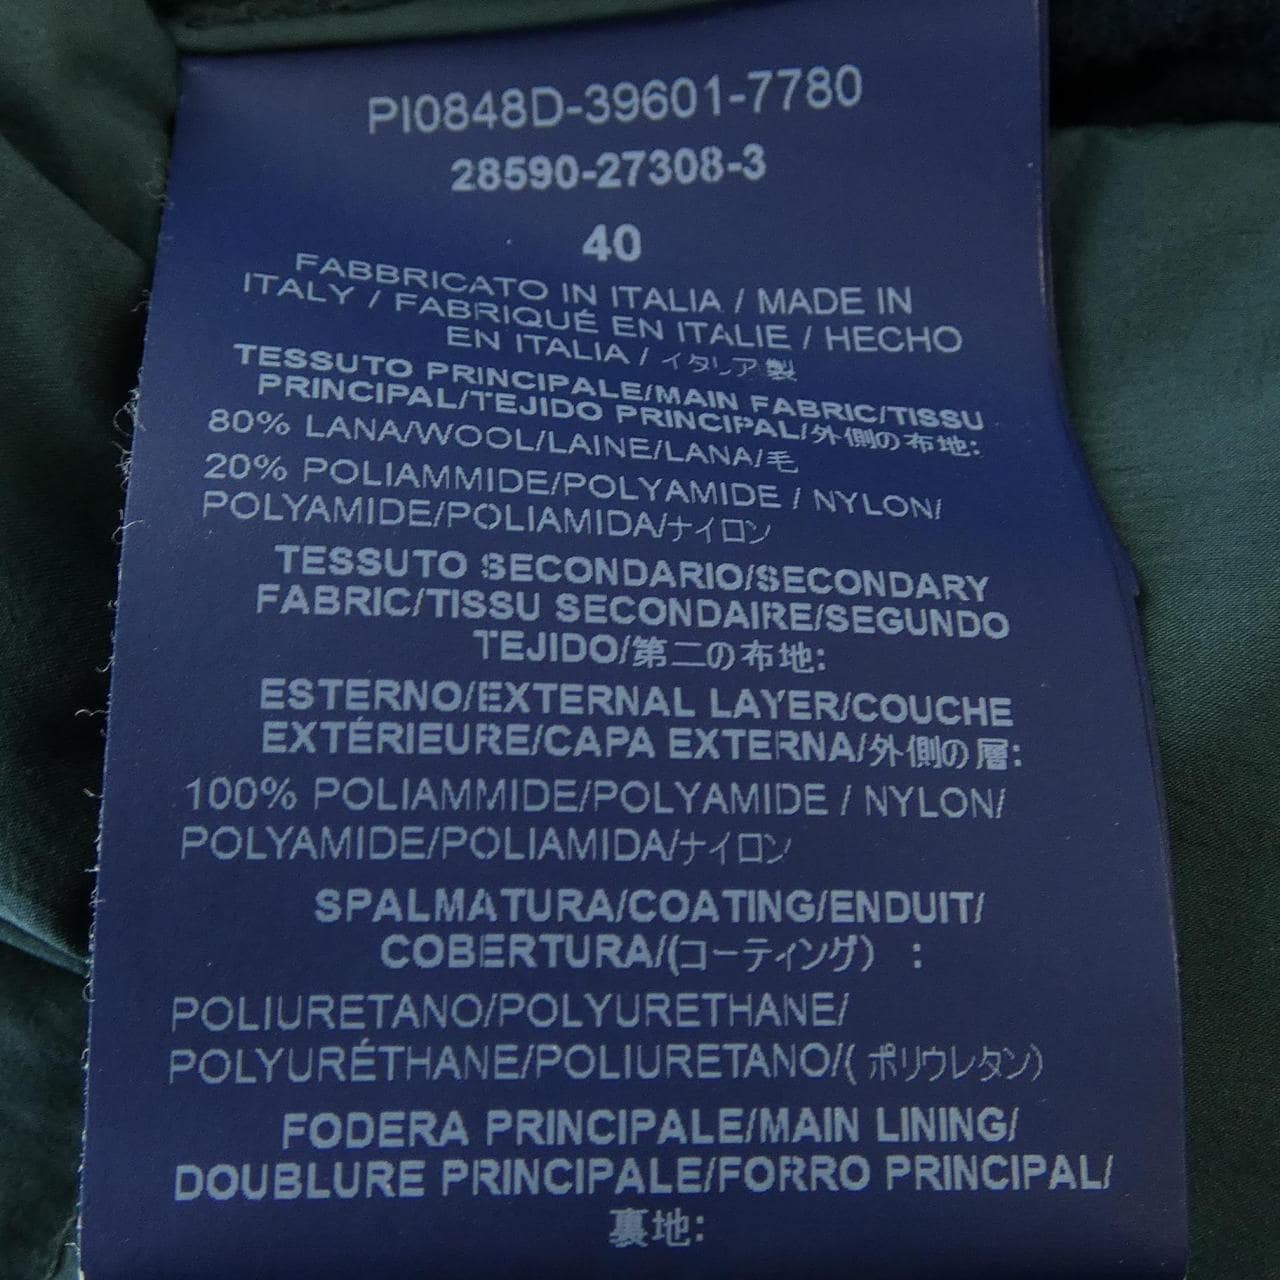 PI0848D-39601-7780
28590-27308-3
40
FABBRICATO IN ITALIA / MADE IN
ITALY / FABRIQUÉ EN ITALIE / HECHO
EN ITALIA / イタリア製
TESSUTO PRINCIPALE/MAIN FABRIC/TISSU
PRINCIPAL/TEJIDO PRINCIPAL/外側の布地:
80% LANA/WOOL/LAINE/LANA/毛
20% POLIAMMIDE/POLYAMIDE / NYLON/
POLYAMIDE/POLIAMIDA/ナイロン
TESSUTO SECONDARIO/SECONDARY
FABRIC/TISSU SECONDAIRE/SEGUNDO
TEJIDO/第二の布地:
ESTERNO/EXTERNAL LAYER/COUCHE
EXTÉRIEURE/CAPA EXTERNA/外側の層:
100% POLIAMMIDE/POLYAMIDE / NYLON/
POLYAMIDE/POLIAMIDA/ナイロン
SPALMATURA/COATING/ENDUIT/
COBERTURA/(コーティング) :
POLIURETANO/POLYURETHANE/
POLYURÉTHANE/POLIURETANO/( ポリウレタン)
FODERA PRINCIPALE/MAIN LINING/
DOUBLURE PRINCIPALE/FORRO PRINCIPAL/
裏地: